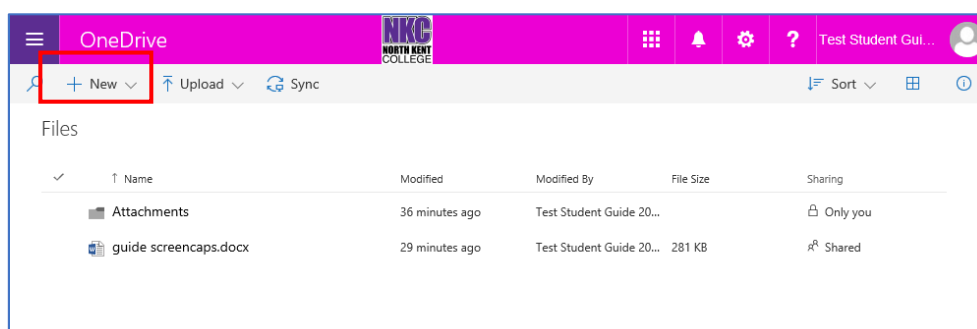 OneDrive
NKC
NORTH KENT
COLLEGE
? Test Student Gui...
+ New Upload Sync Sort
Files
Name Modified Modified By File Size Sharing
Attachments 36 minutes ago Test Student Guide 20... Only you
guide screencaps.docx 29 minutes ago Test Student Guide 20... 281 KB Shared